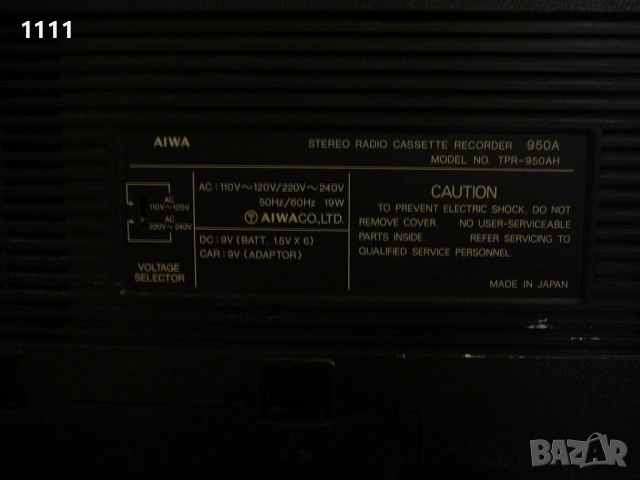 1111
AIWA
STEREO RADIO CASSETTE RECORDER 950A
MODEL NO. TPR-950AH
AC
110V～120V
AC
220V～240V
VOLTAGE
SELECTOR
AC : 110V～120V/220V～240V
50Hz/60Hz 19W
AIWA CO., LTD.
DC : 9V (BATT. 1.5V X 6)
CAR : 9V (ADAPTOR)
CAUTION
TO PREVENT ELECTRIC SHOCK, DO NOT
REMOVE COVER. NO USER-SERVICEABLE
PARTS INSIDE. REFER SERVICING TO
QUALIFIED SERVICE PERSONNEL.
MADE IN JAPAN
BAZAR